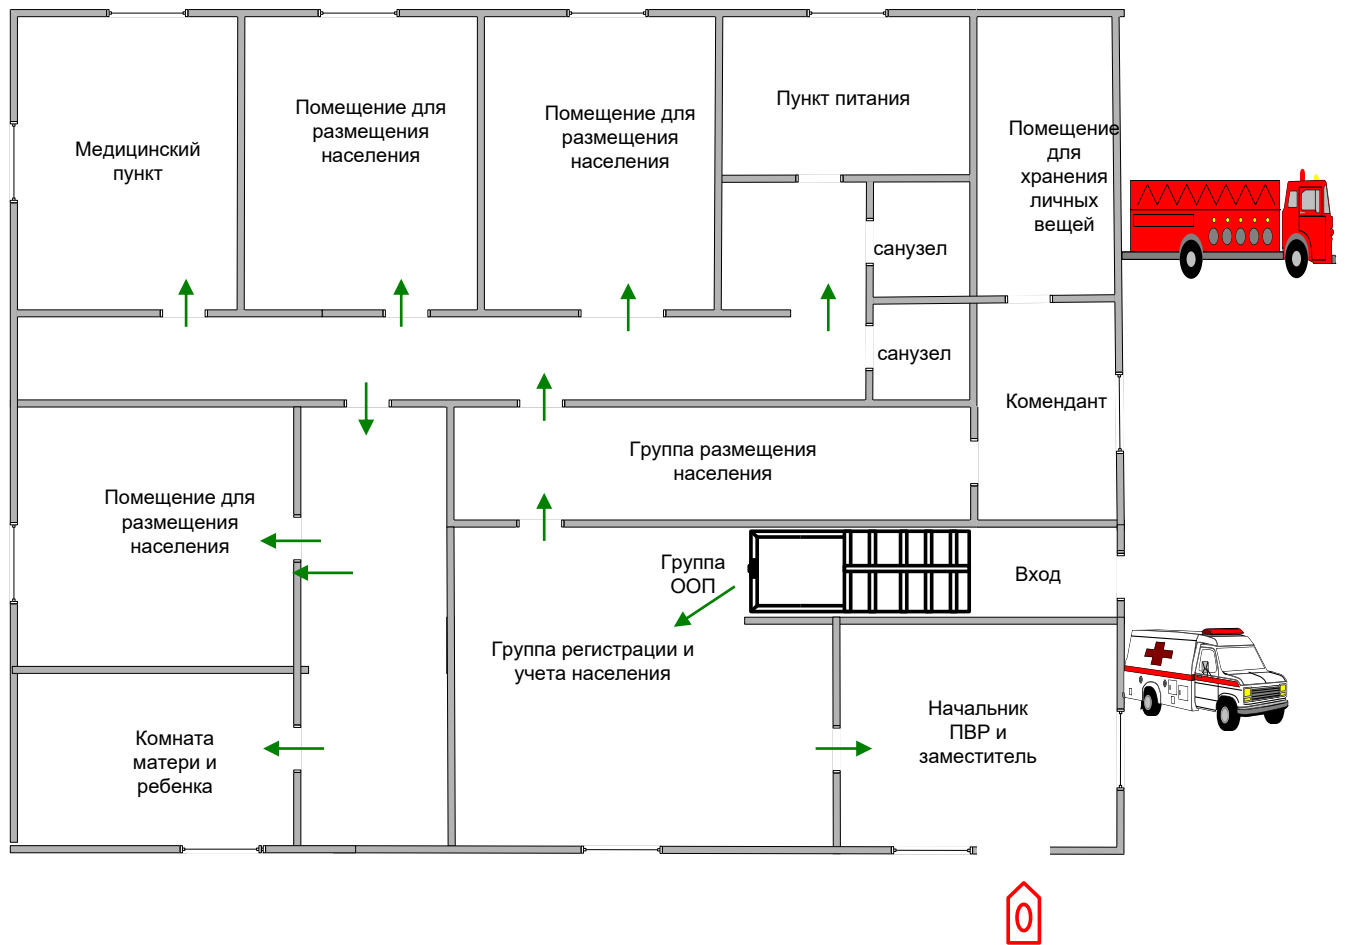 Медицинский
пункт
Помещение для
размещения
населения
Помещение для
размещения
населения
Пункт питания
Помещение
для
хранения
личных
вещей
санузел
санузел
Комендант
Группа размещения
населения
Помещение для
размещения
населения
Группа
ООП
Вход
Группа регистрации и
учета населения
Начальник
ПВР и
заместитель
Комната
матери и
ребенка